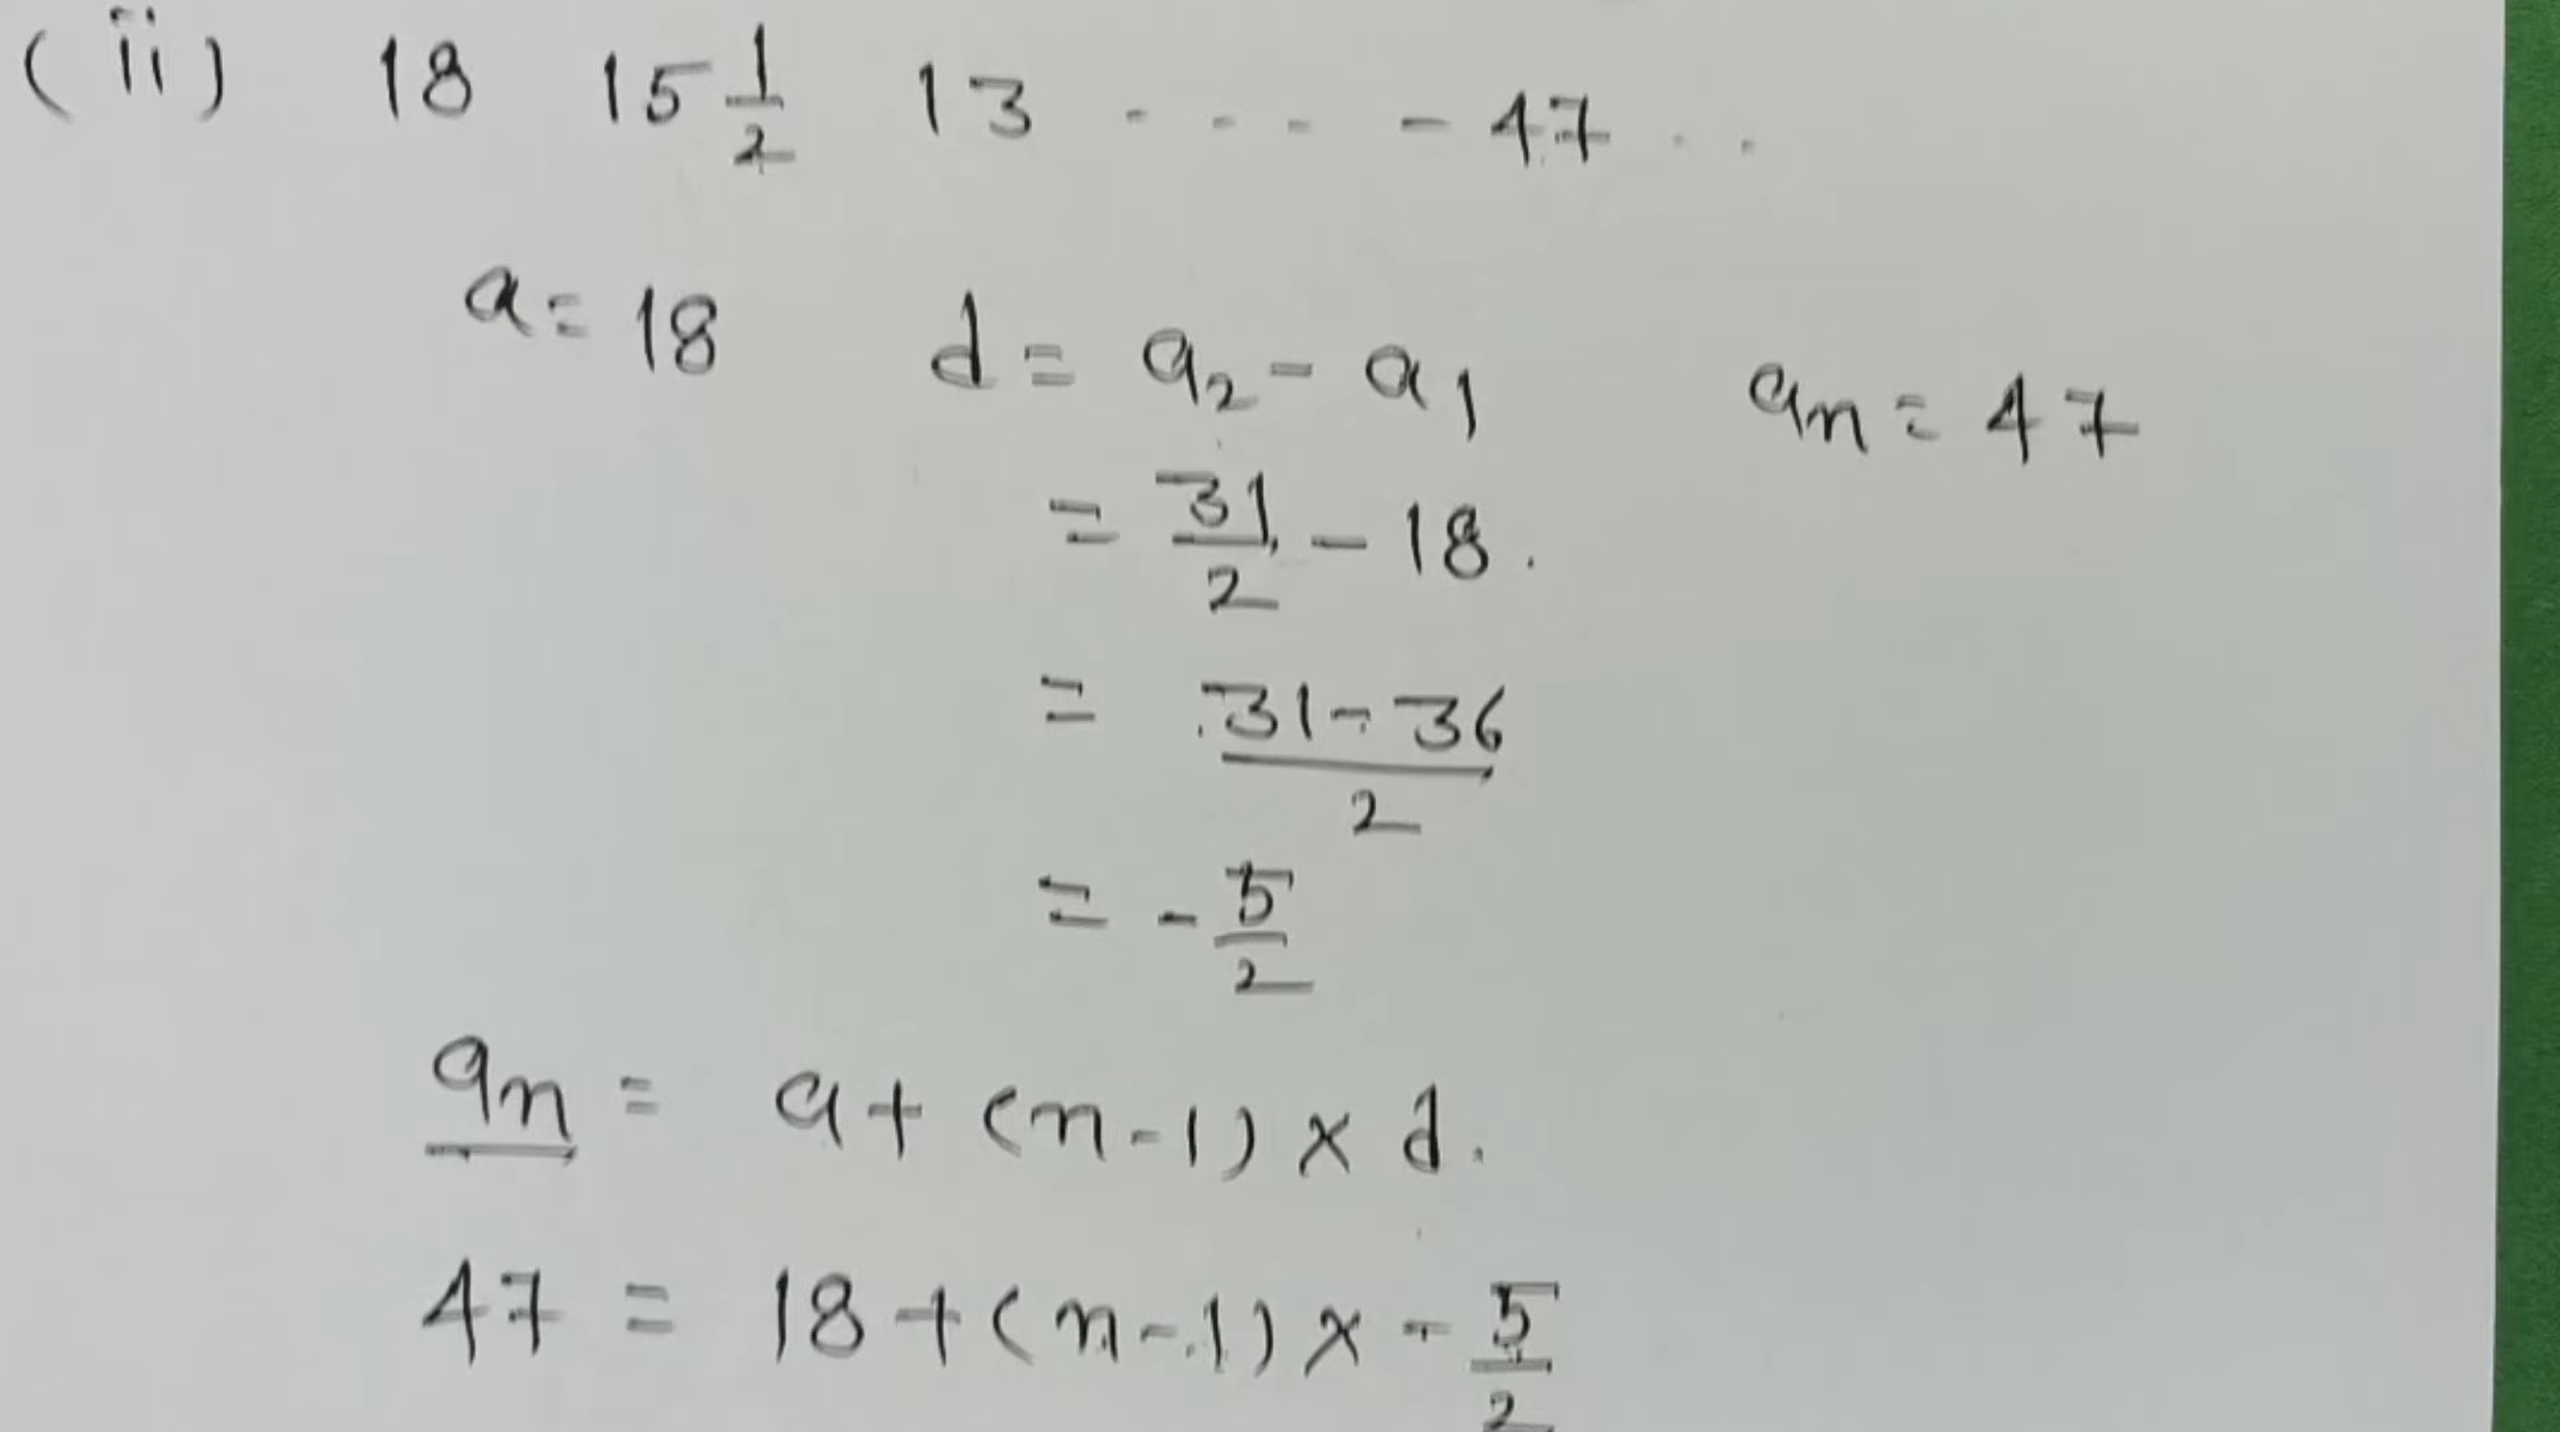 (ii) 18 15 1/2 13 - - - - 47 ..
a = 18 d = a₂ - a₁ aₙ = 47
= 31/2 - 18.
= 31 - 36 / 2
= - 5/2
aₙ = a + (n-1) x d.
47 = 18 + (n-1) x - 5/2